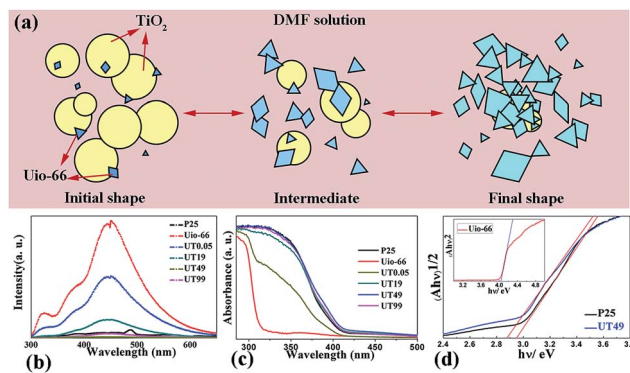 (a)
TiO2
DMF solution
Uio-66
Initial shape
Intermediate
Final shape
Intensity(a. u.)
P25
Uio-66
UT0.05
UT19
UT49
UT99
300 400 500 600
Wavelength (nm)
(b)
Absorbance (a. u.)
P25
Uio-66
UT0.05
UT19
UT49
UT99
250 300 350 400 450 500
Wavelength (nm)
(c)
(Ahν)1/2
(Ahν)2
Uio-66
3.6 4.0 4.4 4.8
hν/ eV
P25
UT49
2.4 2.6 2.8 3.0 3.2 3.4 3.6 3.8
hν/ eV
(d)